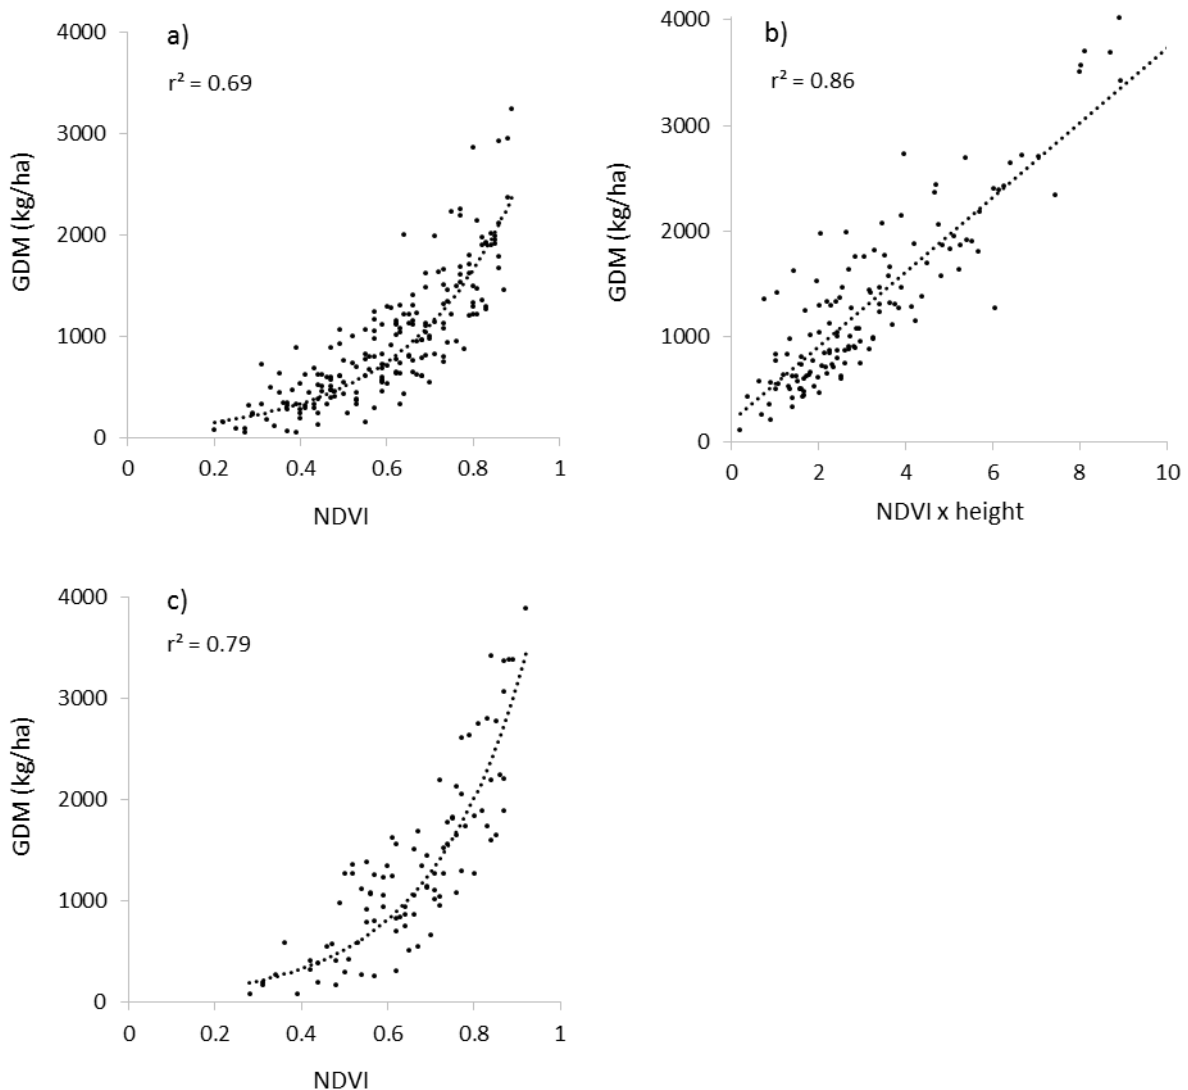 a)
r² = 0.69
GDM (kg/ha)
4000
3000
2000
1000
0
0 0.2 0.4 0.6 0.8 1
NDVI
b)
r² = 0.86
GDM (kg/ha)
4000
3000
2000
1000
0
0 2 4 6 8 10
NDVI x height
c)
r² = 0.79
GDM (kg/ha)
4000
3000
2000
1000
0
0 0.2 0.4 0.6 0.8 1
NDVI